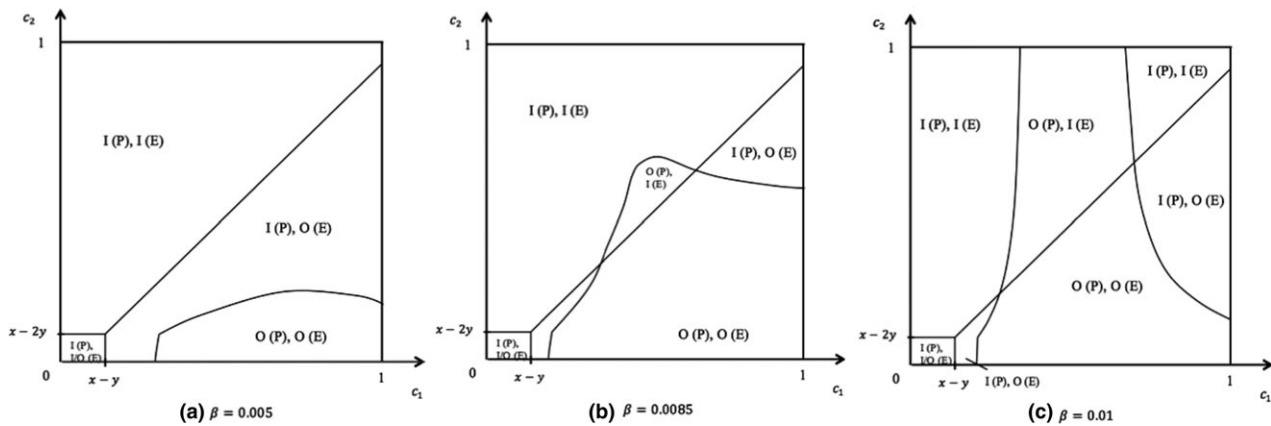 c₂
1
I (P), I (E)
I (P), O (E)
x − 2y
I (P),
I/O (E)
O (P), O (E)
0
x − y
1
c₁
(a) β = 0.005
c₂
1
I (P), I (E)
I (P), O (E)
O (P),
I (E)
x − 2y
I (P),
I/O (E)
O (P), O (E)
0
x − y
1
c₁
(b) β = 0.0085
c₂
1
I (P), I (E)
I (P), I (E)
O (P), I (E)
I (P), O (E)
O (P), O (E)
x − 2y
I (P),
I/O (E)
0
x − y
I (P), O (E)
1
c₁
(c) β = 0.01